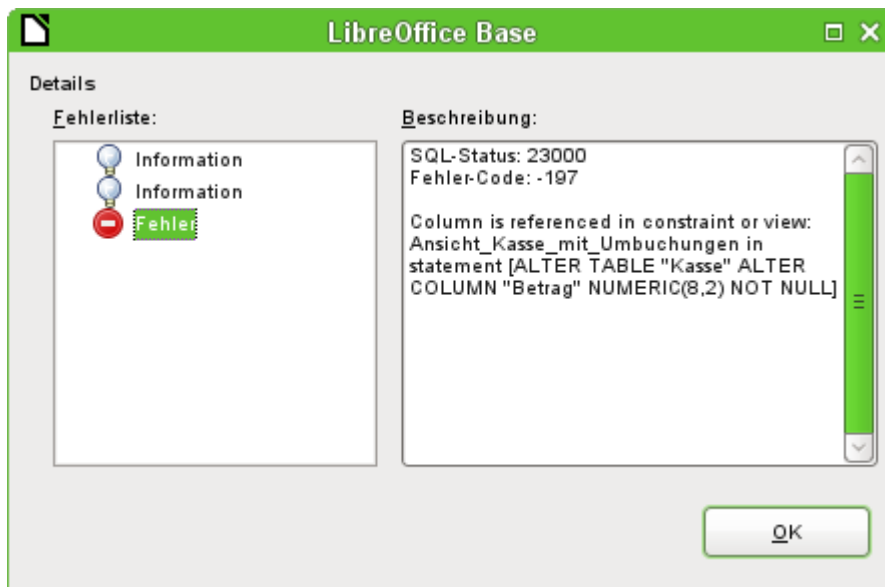 LibreOffice Base
Details
Fehlerliste:
Information
Information
Fehler
Beschreibung:
SQL-Status: 23000
Fehler-Code: -197
Column is referenced in constraint or view:
Ansicht_Kasse_mit_Umbuchungen in
statement [ALTER TABLE "Kasse" ALTER
COLUMN "Betrag" NUMERIC(8,2) NOT NULL]
OK